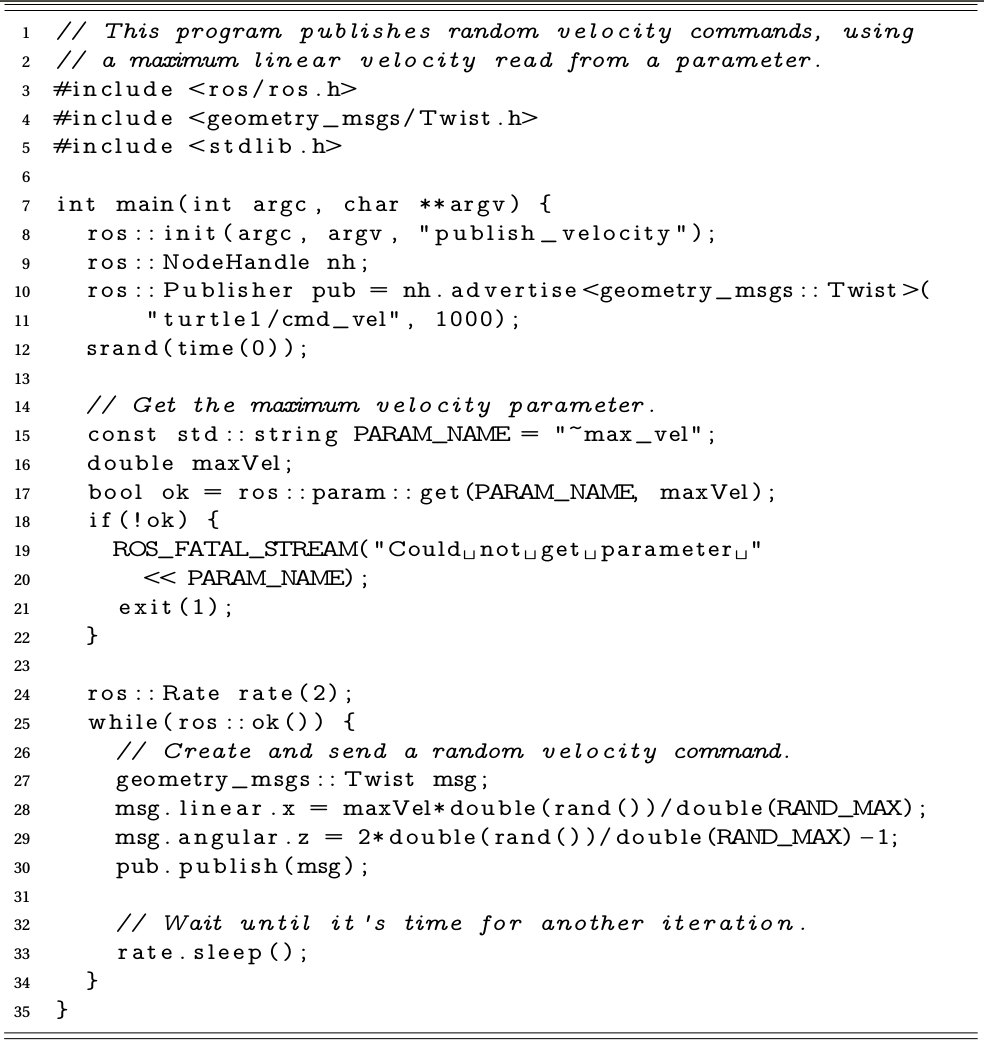 1 // This program publishes random velocity commands, using
2 // a maximum linear velocity read from a parameter.
3 #include <ros/ros.h>
4 #include <geometry_msgs/Twist.h>
5 #include <stdlib.h>
6
7 int main(int argc, char **argv) {
8   ros::init(argc, argv, "publish_velocity");
9   ros::NodeHandle nh;
10   ros::Publisher pub = nh.advertise<geometry_msgs::Twist>(
11       "turtle1/cmd_vel", 1000);
12   srand(time(0));
13
14   // Get the maximum velocity parameter.
15   const std::string PARAM_NAME = "~max_vel";
16   double maxVel;
17   bool ok = ros::param::get(PARAM_NAME, maxVel);
18   if(!ok) {
19     ROS_FATAL_STREAM("Could␣not␣get␣parameter␣"
20       << PARAM_NAME);
21     exit(1);
22   }
23
24   ros::Rate rate(2);
25   while(ros::ok()) {
26     // Create and send a random velocity command.
27     geometry_msgs::Twist msg;
28     msg.linear.x = maxVel*double(rand())/double(RAND_MAX);
29     msg.angular.z = 2*double(rand())/double(RAND_MAX)-1;
30     pub.publish(msg);
31
32     // Wait until it's time for another iteration.
33     rate.sleep();
34   }
35 }